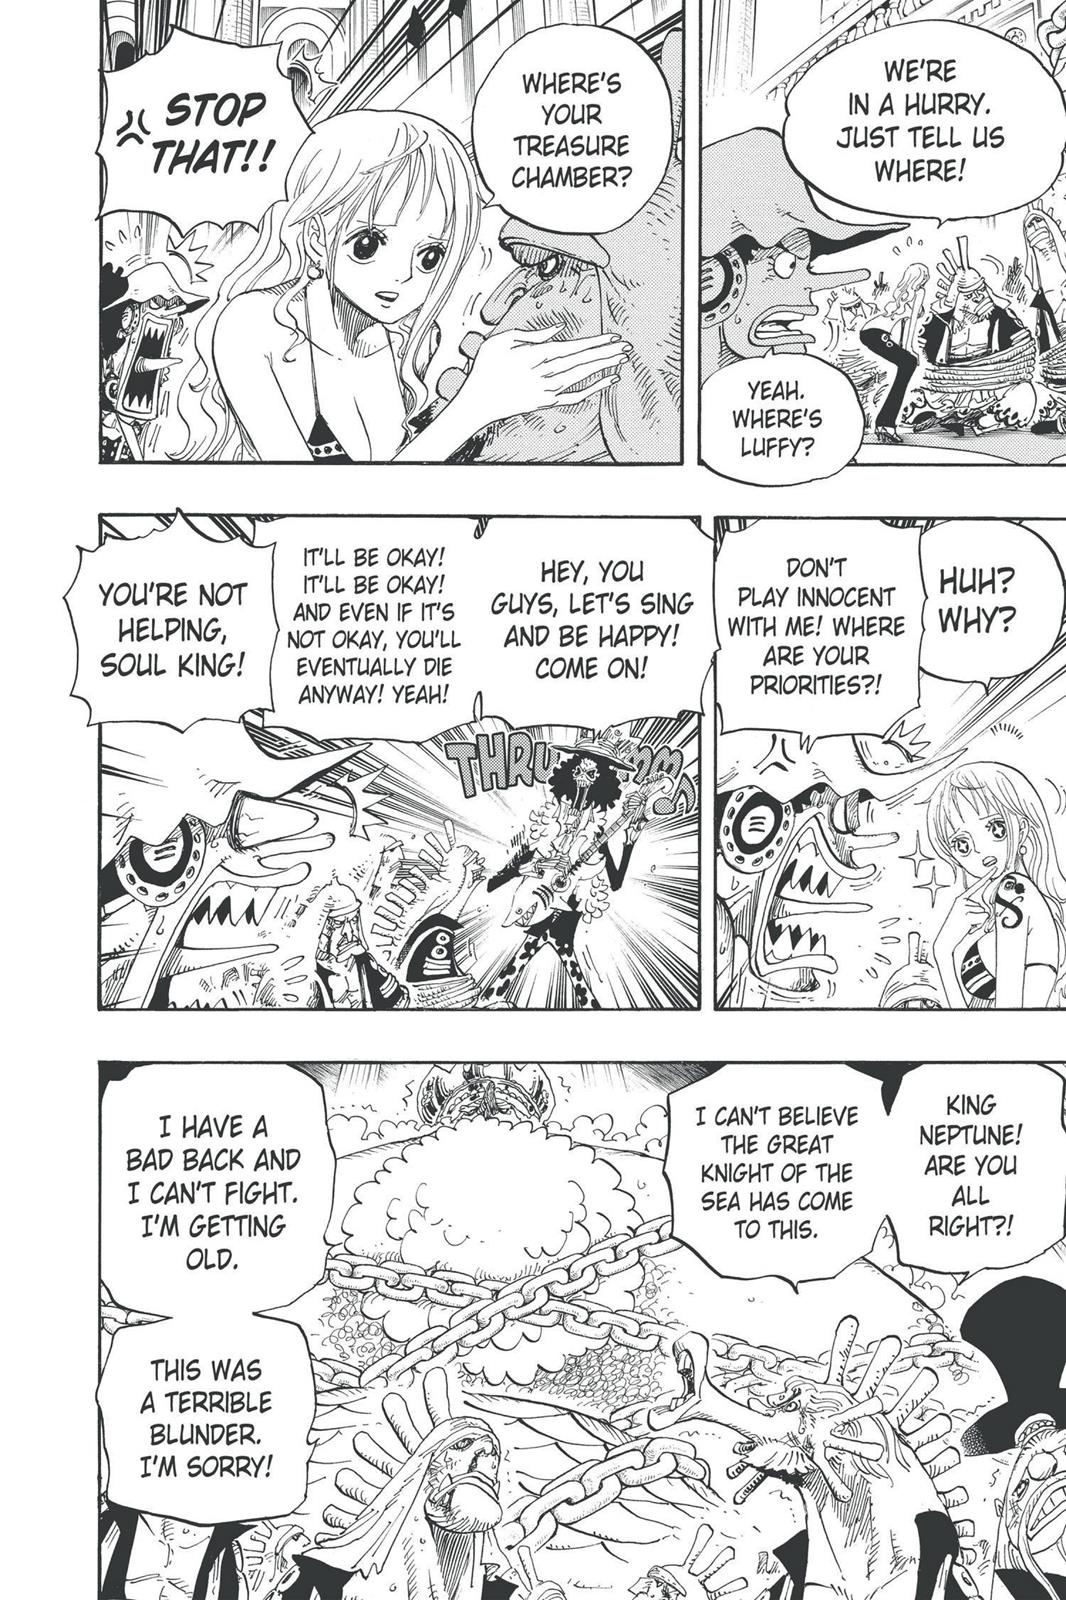 WE'RE
IN A HURRY.
JUST TELL US
WHERE!
YEAH.
WHERE'S
LUFFY?
WHERE'S
YOUR
TREASURE
CHAMBER?
STOP
THAT!!
HUH?
WHY?
DON'T
PLAY INNOCENT
WITH ME! WHERE
ARE YOUR
PRIORITIES?!
HEY, YOU
GUYS, LET'S SING
AND BE HAPPY!
COME ON!
IT'LL BE OKAY!
IT'LL BE OKAY!
AND EVEN IF IT'S
NOT OKAY, YOU'LL
EVENTUALLY DIE
ANYWAY! YEAH!
YOU'RE NOT
HELPING,
SOUL KING!
KING
NEPTUNE!
ARE YOU
ALL
RIGHT?!
I CAN'T BELIEVE
THE GREAT
KNIGHT OF THE
SEA HAS COME
TO THIS.
I HAVE A
BAD BACK AND
I CAN'T FIGHT.
I'M GETTING
OLD.
THIS WAS
A TERRIBLE
BLUNDER.
I'M SORRY!